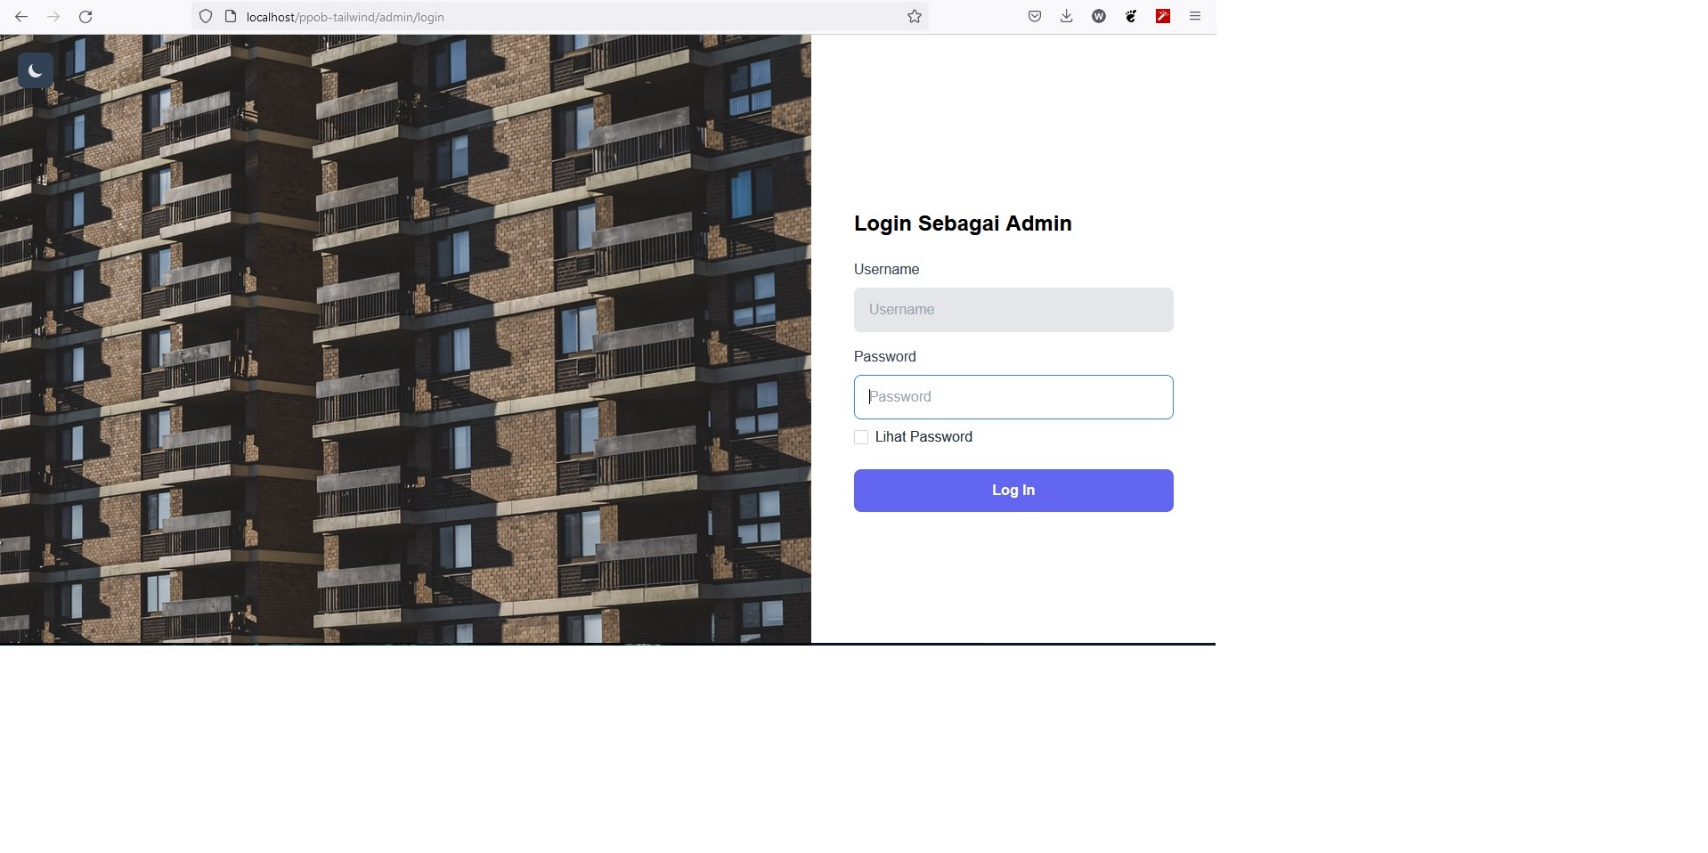 localhost/ppob-tailwind/admin/login
W
Login Sebagai Admin
Username
Username
Password
Password
Lihat Password
Log In